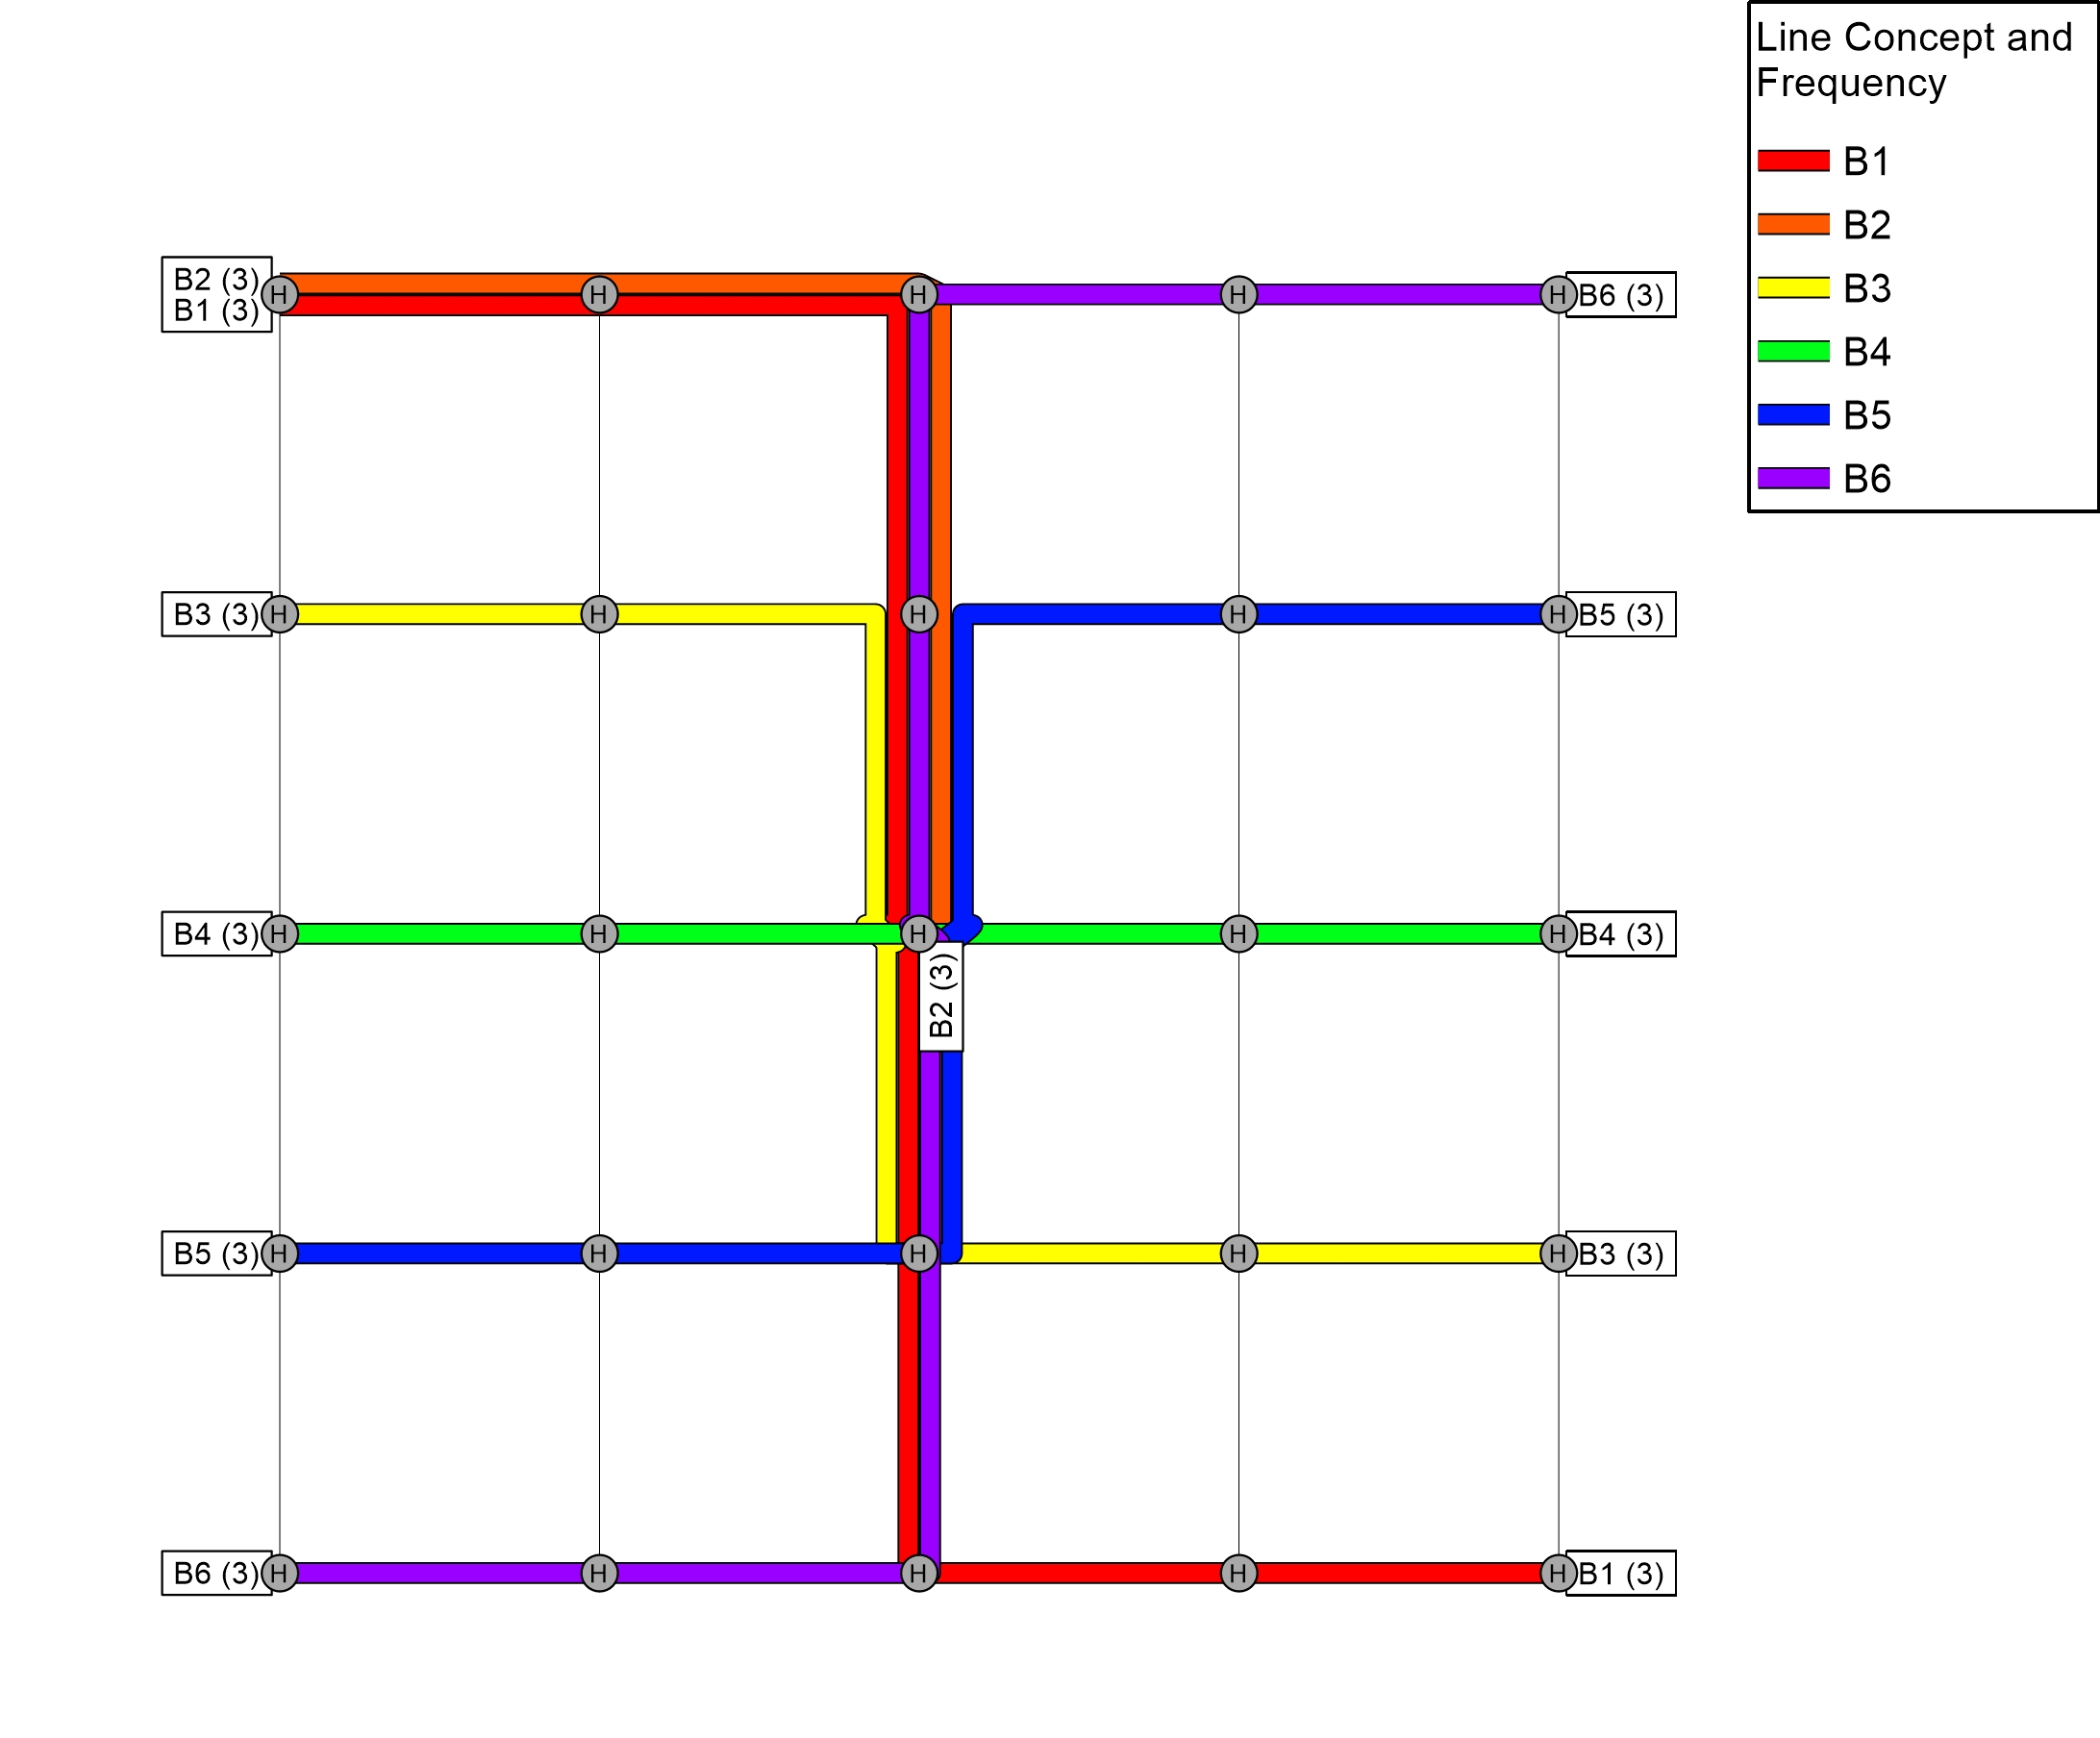 Line Concept and
Frequency
B1
B2
B3
B4
B5
B6
B2 (3)
B1 (3)
H
H
H
H
H
B6 (3)
B3 (3)
H
H
H
H
H
B5 (3)
B4 (3)
H
H
H
H
H
B4 (3)
B2 (3)
B5 (3)
H
H
H
H
H
B3 (3)
B6 (3)
H
H
H
H
H
B1 (3)